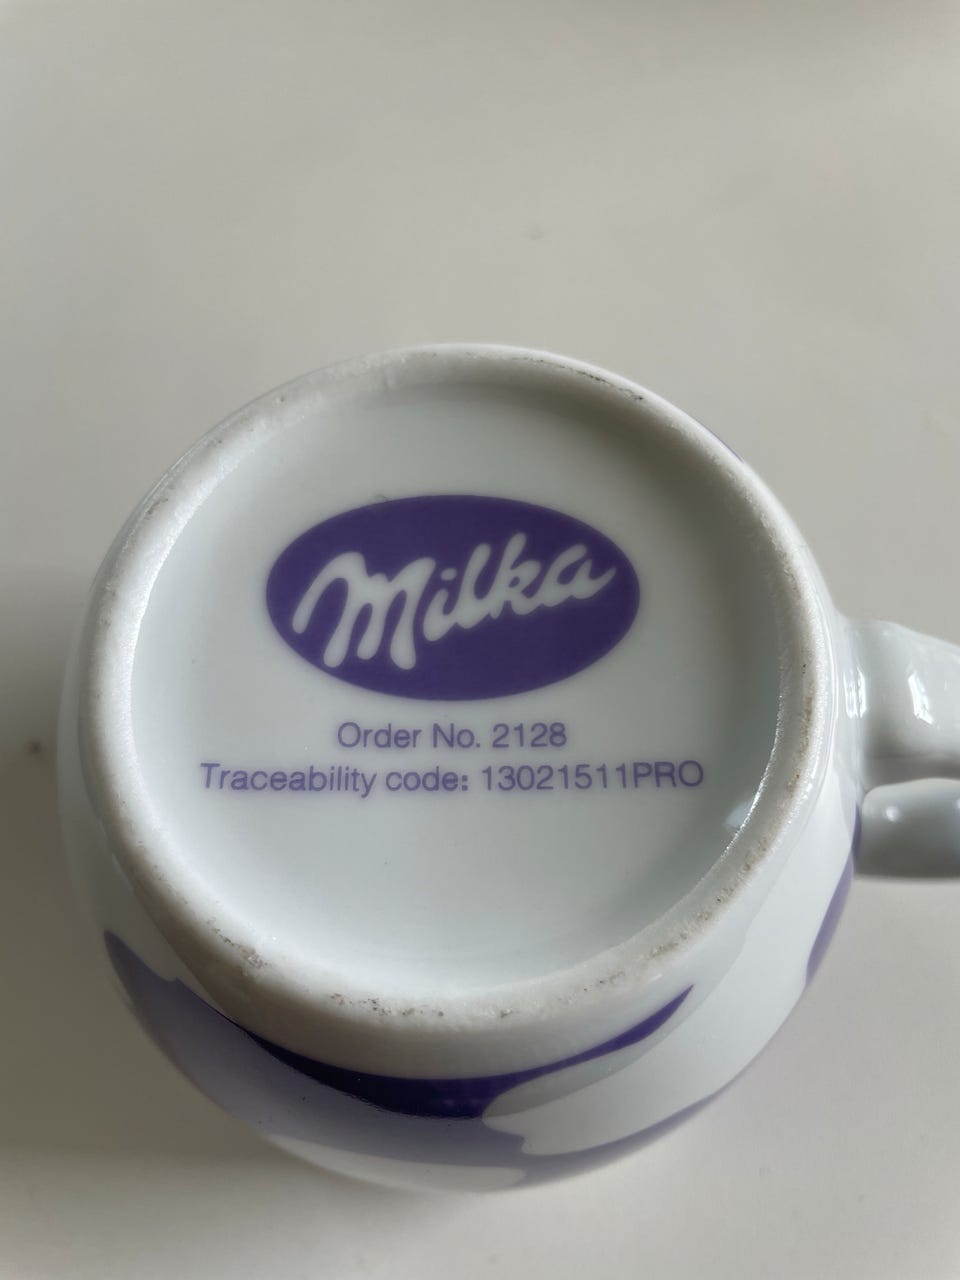 Milka
Order No. 2128
Traceability code: 13021511PRO